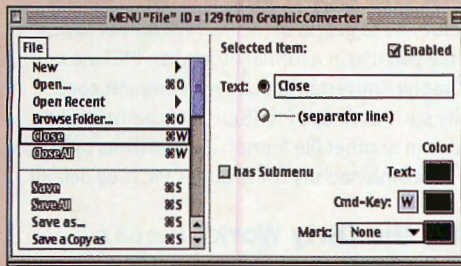 MENU "File" ID = 129 from GraphicConverter
File
New
Open... ⌘O
Open Recent
Browse Folder... ⌘O
Close ⌘W
Close All ⌘W
Save ⌘S
Save All ⌘S
Save as... ⌘S
Save a Copy as ⌘S
Selected Item:
Enabled
Text: Close
(separator line)
Color
has Submenu
Text:
Cmd-Key: W
Mark: None